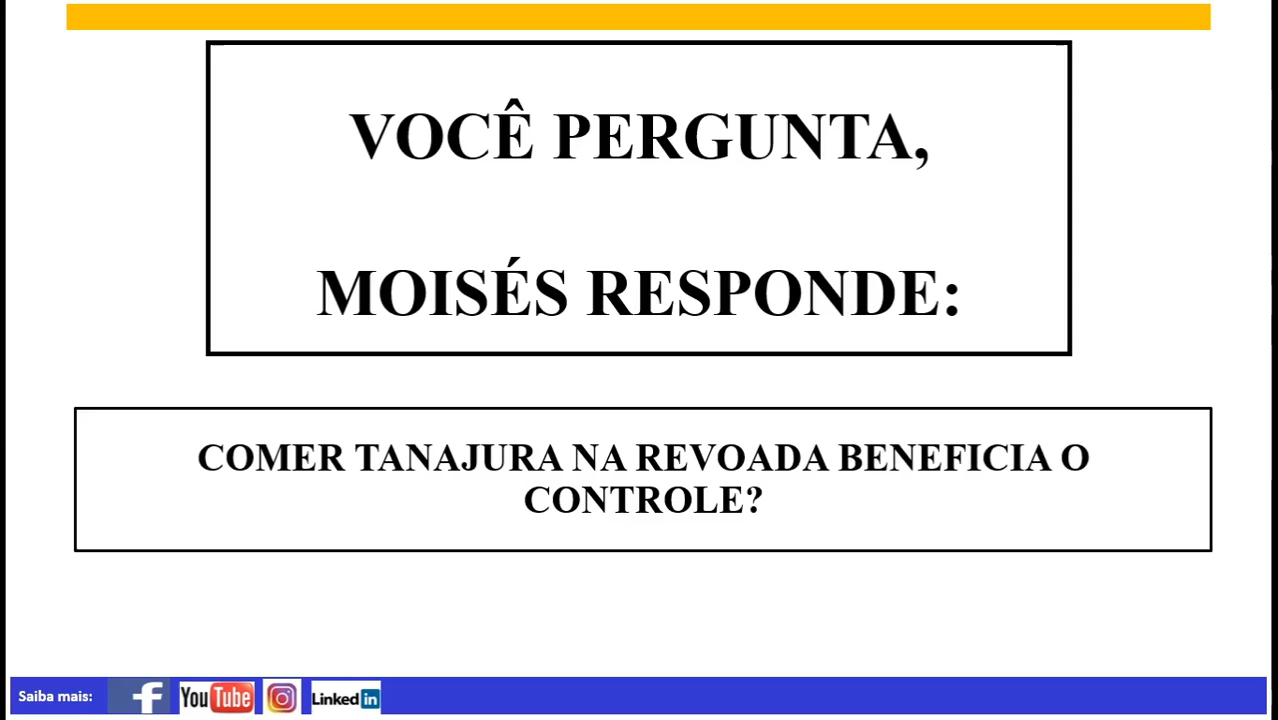 VOCÊ PERGUNTA,
MOISÉS RESPONDE:
COMER TANAJURA NA REVOADA BENEFICIA O
CONTROLE?
Saiba mais: f YouTube Linked in